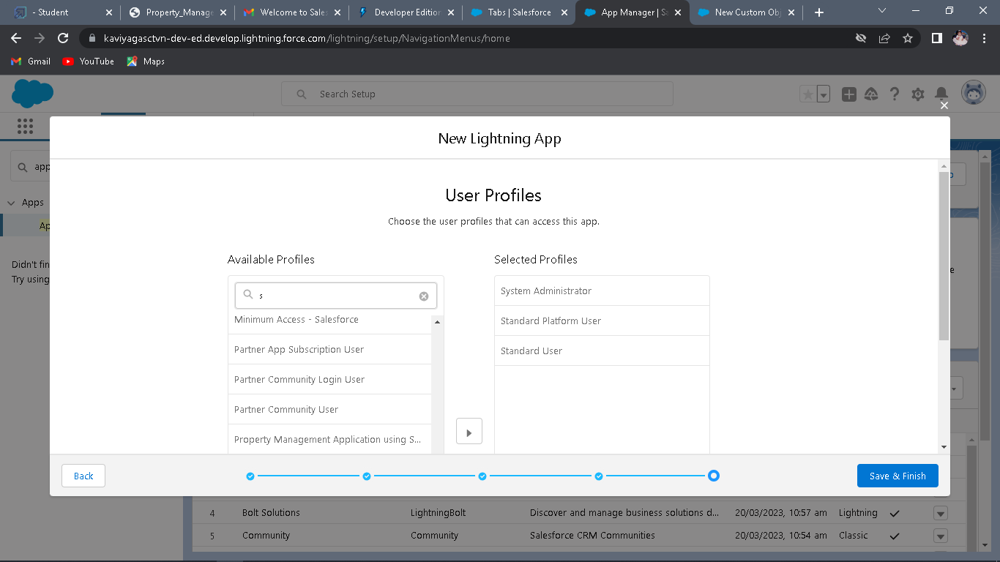 - Student
Property_Manage
Welcome to Sales
Developer Edition
Tabs | Salesforce
App Manager | Sa
New Custom Obj
kaviyagasctvn-dev-ed.develop.lightning.force.com/lightning/setup/NavigationMenus/home
Gmail
YouTube
Maps
Search Setup
New Lightning App
app
Apps
Ap
Didn't fin
Try using
User Profiles
Choose the user profiles that can access this app.
Available Profiles
Selected Profiles
s
Minimum Access - Salesforce
Partner App Subscription User
Partner Community Login User
Partner Community User
Property Management Application using S...
System Administrator
Standard Platform User
Standard User
Back
Save & Finish
4 Bolt Solutions LightningBolt Discover and manage business solutions d... 20/03/2023, 10:57 am Lightning
5 Community Community Salesforce CRM Communities 20/03/2023, 10:54 am Classic